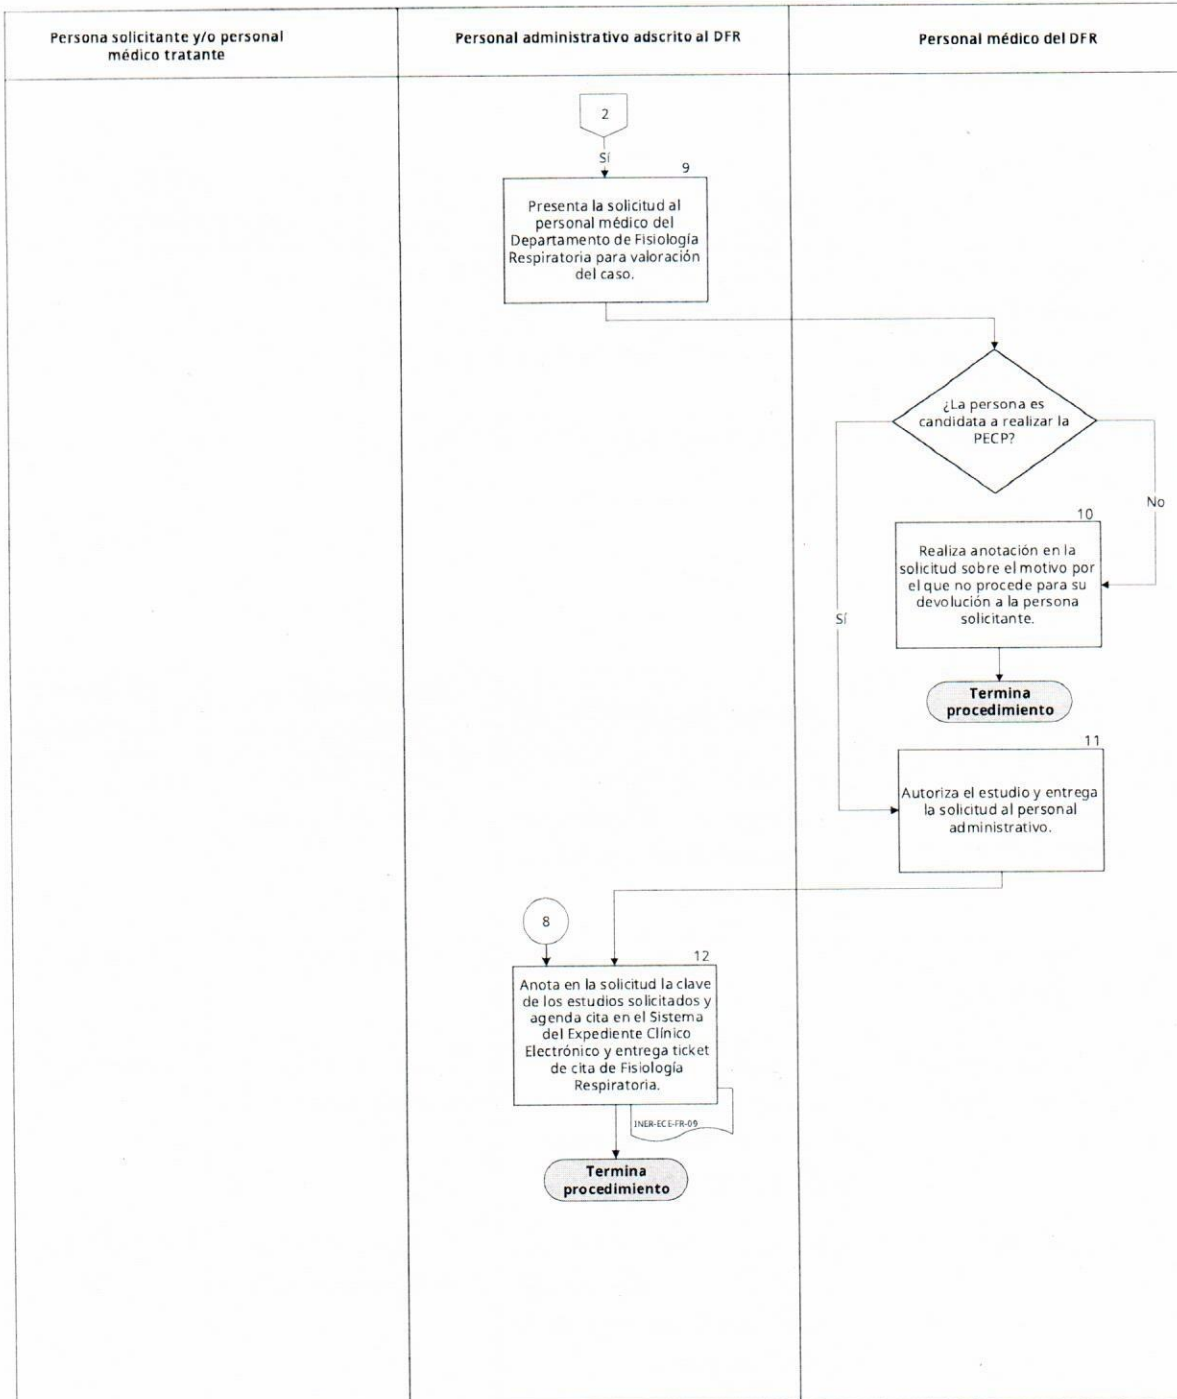 Persona solicitante y/o personal
médico tratante
Personal administrativo adscrito al DFR
Personal médico del DFR
2
Sí
9
Presenta la solicitud al
personal médico del
Departamento de Fisiología
Respiratoria para valoración
del caso.
¿La persona es
candidata a realizar la
PECP?
No
10
Realiza anotación en la
solicitud sobre el motivo por
el que no procede para su
devolución a la persona
solicitante.
Sí
Termina
procedimiento
11
Autoriza el estudio y entrega
la solicitud al personal
administrativo.
8
12
Anota en la solicitud la clave
de los estudios solicitados y
agenda cita en el Sistema
del Expediente Clínico
Electrónico y entrega ticket
de cita de Fisiología
Respiratoria.
INER-ECE-FR-09
Termina
procedimiento